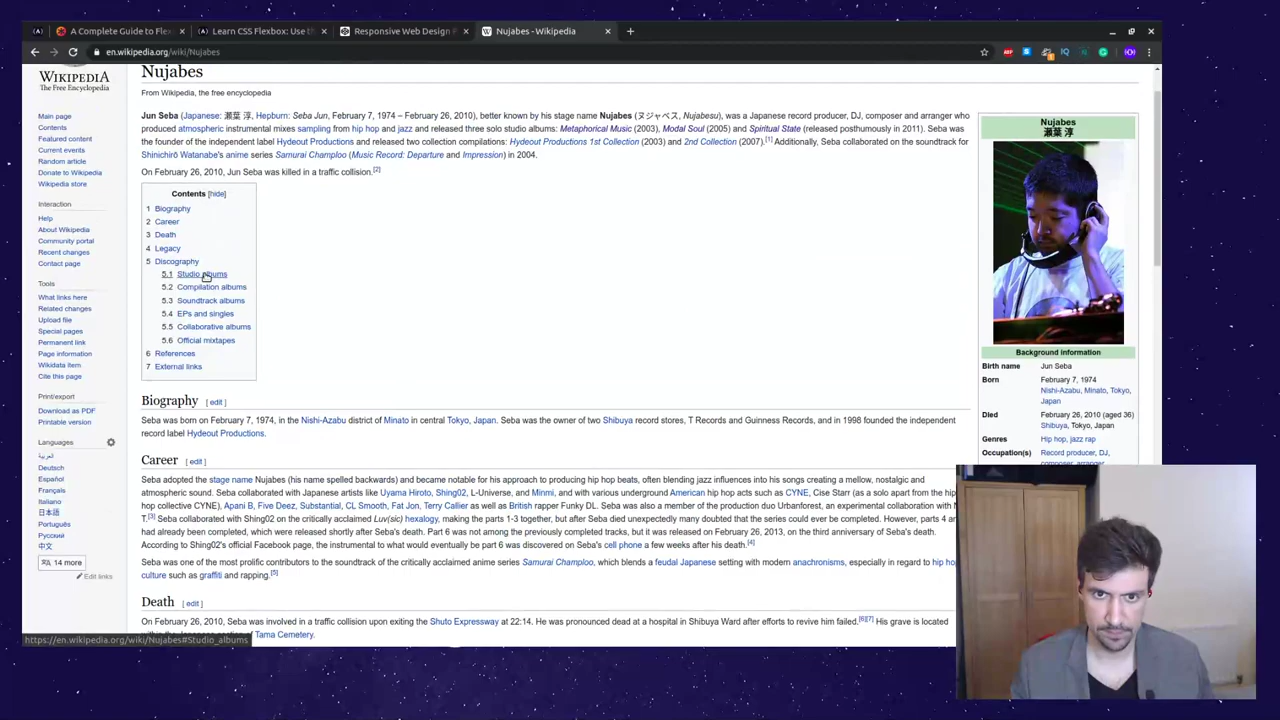 A Complete Guide to Flex
Learn CSS Flexbox: Use th
Responsive Web Design P
Nujabes - Wikipedia
en.wikipedia.org/wiki/Nujabes
WIKIPEDIA
The Free Encyclopedia
Main page
Contents
Featured content
Current events
Random article
Donate to Wikipedia
Wikipedia store
Interaction
Help
About Wikipedia
Community portal
Recent changes
Contact page
Tools
What links here
Related changes
Upload file
Special pages
Permanent link
Page information
Wikidata item
Cite this page
Print/export
Download as PDF
Printable version
Languages
العربية
Deutsch
Español
Français
Italiano
日本語
Português
Русский
中文
14 more
Edit links
Nujabes
From Wikipedia, the free encyclopedia
Jun Seba (Japanese: 瀬葉 淳, Hepburn: Seba Jun, February 7, 1974 – February 26, 2010), better known by his stage name Nujabes (ヌジャベス, Nujabesu), was a Japanese record producer, DJ, composer and arranger who
produced atmospheric instrumental mixes sampling from hip hop and jazz and released three solo studio albums: Metaphorical Music (2003), Modal Soul (2005) and Spiritual State (released posthumously in 2011). Seba was
the founder of the independent record label Hydeout Productions and released two collection compilations: Hydeout Productions 1st Collection (2003) and 2nd Collection (2007).[1] Additionally, Seba collaborated on the soundtrack for
Shinichirō Watanabe's anime series Samurai Champloo (Music Record: Departure and Impression) in 2004.
On February 26, 2010, Jun Seba was killed in a traffic collision.[2]
Contents [hide]
1 Biography
2 Career
3 Death
4 Legacy
5 Discography
5.1 Studio albums
5.2 Compilation albums
5.3 Soundtrack albums
5.4 EPs and singles
5.5 Collaborative albums
5.6 Official mixtapes
6 References
7 External links
Biography [ edit ]
Seba was born on February 7, 1974, in the Nishi-Azabu district of Minato in central Tokyo, Japan. Seba was the owner of two Shibuya record stores, T Records and Guinness Records, and in 1998 founded the independent
record label Hydeout Productions.
Career [ edit ]
Seba adopted the stage name Nujabes (his name spelled backwards) and became notable for his approach to producing hip hop beats, often blending jazz influences into his songs creating a mellow, nostalgic and
atmospheric sound. Seba collaborated with Japanese artists like Uyama Hiroto, Shing02, L-Universe, and Minmi, and with various underground American hip hop acts such as CYNE, Cise Starr (as a solo apart from the hip
hop collective CYNE), Apani B, Five Deez, Substantial, CL Smooth, Fat Jon, Terry Callier as well as British rapper Funky DL. Seba was also a member of the production duo Urbanforest, an experimental collaboration with
T.[3] Seba collaborated with Shing02 on the critically acclaimed Luv(sic) hexalogy, making the parts 1-3 together, but after Seba died unexpectedly many doubted that the series could ever be completed. However, parts 4 an
had already been completed, which were released shortly after Seba's death. Part 6 was not among the previously completed tracks, but it was released on February 26, 2013, on the third anniversary of Seba's death.
According to Shing02's official Facebook page, the instrumental to what would eventually be part 6 was discovered on Seba's cell phone a few weeks after his death.[4]
Seba was one of the most prolific contributors to the soundtrack of the critically acclaimed anime series Samurai Champloo, which blends a feudal Japanese setting with modern anachronisms, especially in regard to hip ho
culture such as graffiti and rapping.[5]
Death [ edit ]
On February 26, 2010, Seba was involved in a traffic collision upon exiting the Shuto Expressway at 22:14. He was pronounced dead at a hospital in Shibuya Ward after efforts to revive him failed.[6][7] His grave is located
Tama Cemetery.
https://en.wikipedia.org/wiki/Nujabes#Studio_albums
Nujabes
瀬葉 淳
Background information
Birth name Jun Seba
Born February 7, 1974
Nishi-Azabu, Minato, Tokyo,
Japan
Died February 26, 2010 (aged 36)
Shibuya, Tokyo, Japan
Genres Hip hop, jazz rap
Occupation(s) Record producer, DJ,
composer, arranger